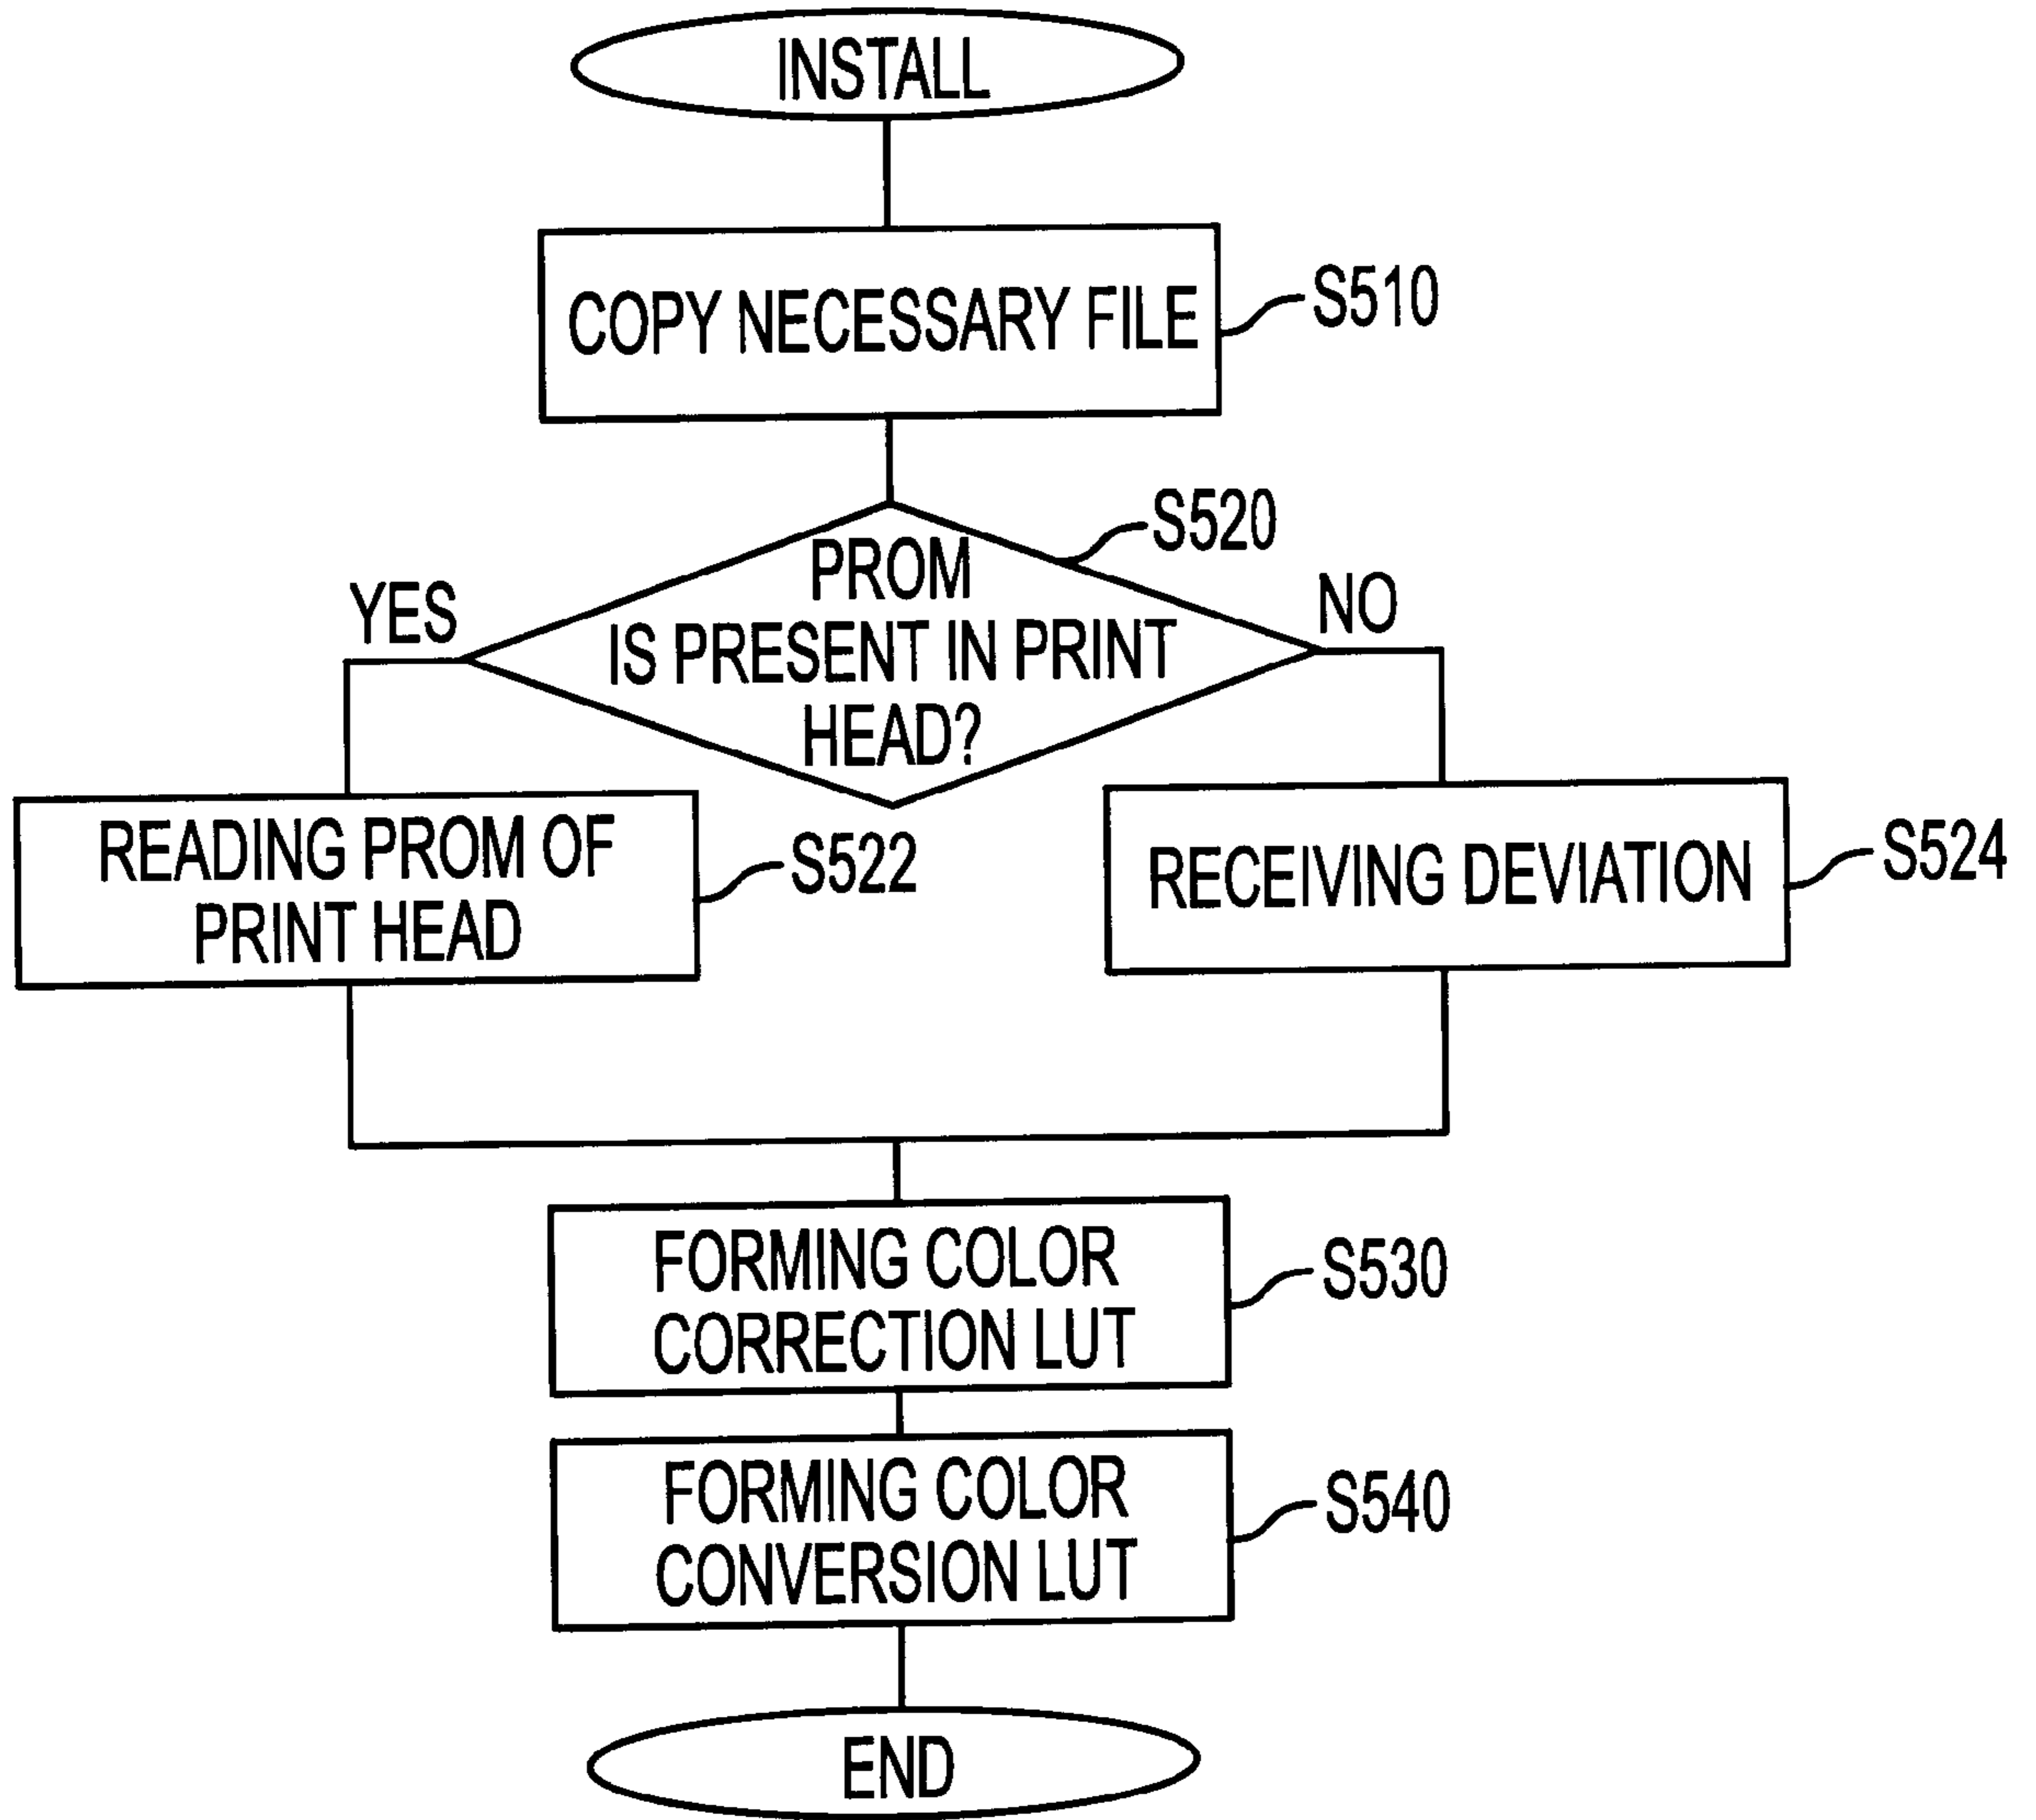 INSTALL
COPY NECESSARY FILE
S510
S520
PROM
IS PRESENT IN PRINT
HEAD?
YES
NO
READING PROM OF
PRINT HEAD
S522
RECEIVING DEVIATION
S524
FORMING COLOR
CORRECTION LUT
S530
FORMING COLOR
CONVERSION LUT
S540
END